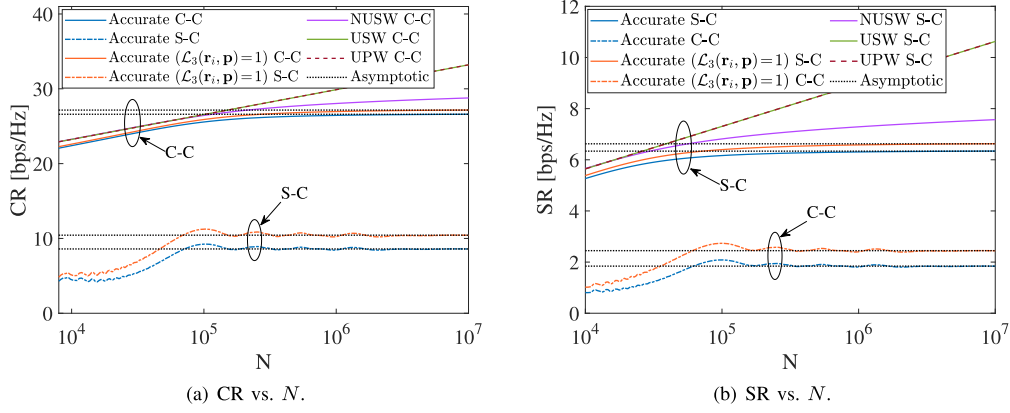 Accurate C-C
Accurate S-C
Accurate (𝓛₃(𝐫ᵢ, 𝐩)=1) C-C
Accurate (𝓛₃(𝐫ᵢ, 𝐩)=1) S-C
NUSW C-C
USW C-C
UPW C-C
Asymptotic
CR [bps/Hz]
40
30
20
10
0
C-C
S-C
10⁴
10⁵
10⁶
10⁷
N
(a) CR vs. N.
Accurate S-C
Accurate C-C
Accurate (𝓛₃(𝐫ᵢ, 𝐩)=1) S-C
Accurate (𝓛₃(𝐫ᵢ, 𝐩)=1) C-C
NUSW S-C
USW S-C
UPW S-C
Asymptotic
SR [bps/Hz]
12
10
8
6
4
2
0
S-C
C-C
10⁴
10⁵
10⁶
10⁷
N
(b) SR vs. N.